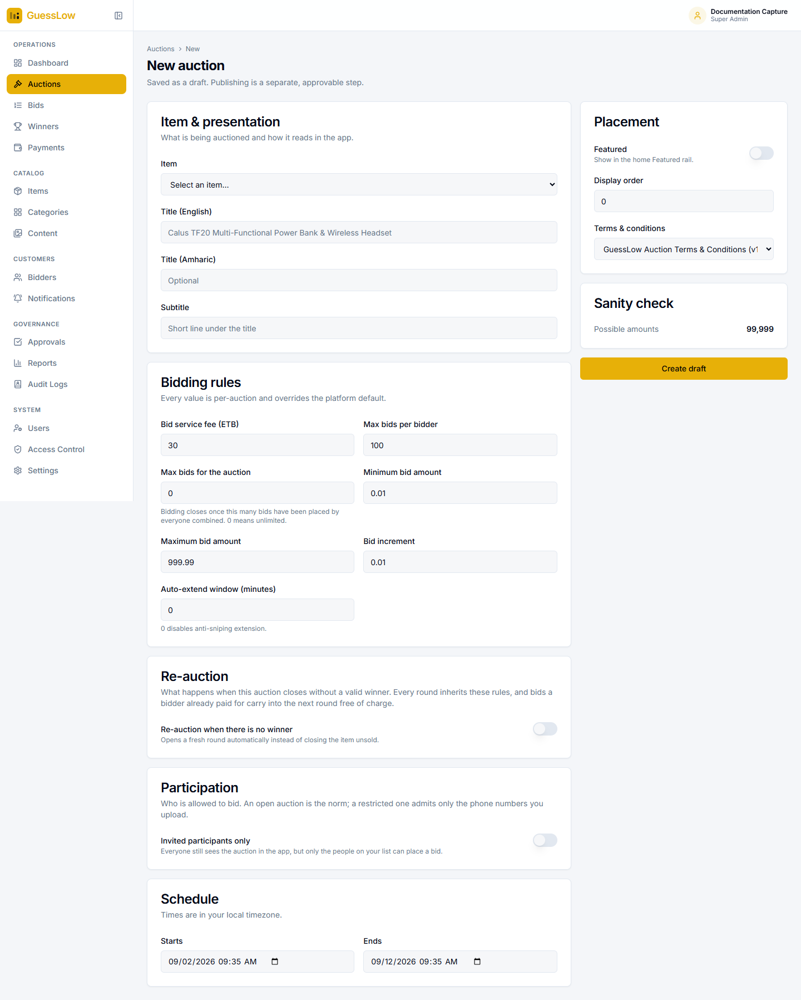 GuessLow
Documentation Capture
Super Admin
OPERATIONS
Dashboard
Auctions
Bids
Winners
Payments
CATALOG
Items
Categories
Content
CUSTOMERS
Bidders
Notifications
GOVERNANCE
Approvals
Reports
Audit Logs
SYSTEM
Users
Access Control
Settings
Auctions > New
New auction
Saved as a draft. Publishing is a separate, approvable step.
Item & presentation
What is being auctioned and how it reads in the app.
Item
Select an item...
Title (English)
Calus TF20 Multi-Functional Power Bank & Wireless Headset
Title (Amharic)
Optional
Subtitle
Short line under the title
Bidding rules
Every value is per-auction and overrides the platform default.
Bid service fee (ETB)
30
Max bids per bidder
100
Max bids for the auction
0
Bidding closes once this many bids have been placed by
everyone combined. 0 means unlimited.
Minimum bid amount
0.01
Maximum bid amount
999.99
Bid increment
0.01
Auto-extend window (minutes)
0
0 disables anti-sniping extension.
Re-auction
What happens when this auction closes without a valid winner. Every round inherits these rules, and bids a
bidder already paid for carry into the next round free of charge.
Re-auction when there is no winner
Opens a fresh round automatically instead of closing the item unsold.
Participation
Who is allowed to bid. An open auction is the norm; a restricted one admits only the phone numbers you
upload.
Invited participants only
Everyone still sees the auction in the app, but only the people on your list can place a bid.
Schedule
Times are in your local timezone.
Starts
09/02/2026 09:35 AM
Ends
09/12/2026 09:35 AM
Placement
Featured
Show in the home Featured rail.
Display order
0
Terms & conditions
GuessLow Auction Terms & Conditions (v1
Sanity check
Possible amounts
99,999
Create draft